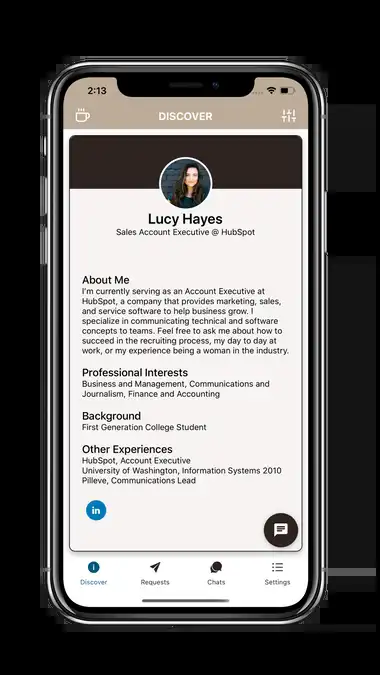 2:13
DISCOVER
Lucy Hayes
Sales Account Executive @ HubSpot
About Me
I'm currently serving as an Account Executive at
HubSpot, a company that provides marketing, sales,
and service software to help business grow. I
specialize in communicating technical and software
concepts to teams. Feel free to ask me about how to
succeed in the recruiting process, my day to day at
work, or my experience being a woman in the industry.
Professional Interests
Business and Management, Communications and
Journalism, Finance and Accounting
Background
First Generation College Student
Other Experiences
HubSpot, Account Executive
University of Washington, Information Systems 2010
Pilleve, Communications Lead
in
Discover
Requests
Chats
Settings